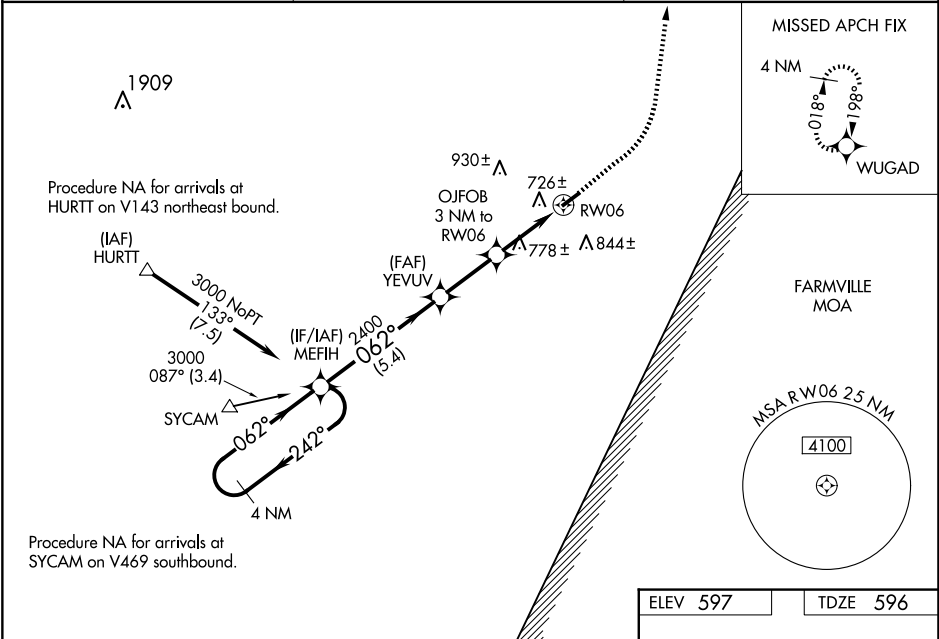 MISSED APCH FIX
4 NM
018°
198°
WUGAD
1909
930±
726±
OJFOB
3 NM to
RW06
RW06
778±
844±
Procedure NA for arrivals at
HURTT on V143 northeast bound.
(IAF)
HURTT
3000 NoPT
133°
(7.5)
(FAF)
YEVUV
(IF/IAF)
MEFIH
2400
062°
(5.4)
3000
087° (3.4)
SYCAM
062°
242°
4 NM
Procedure NA for arrivals at
SYCAM on V469 southbound.
FARMVILLE
MOA
MSA RW06 25 NM
4100
ELEV 597
TDZE 596